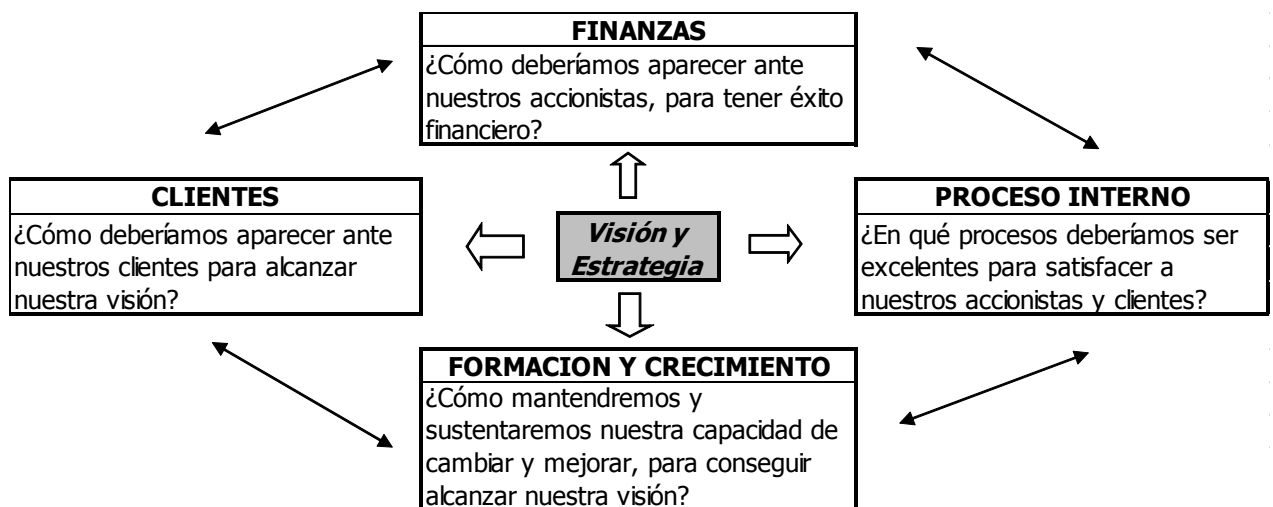 FINANZAS
¿Cómo deberíamos aparecer ante
nuestros accionistas, para tener éxito
financiero?
CLIENTES
¿Cómo deberíamos aparecer ante
nuestros clientes para alcanzar
nuestra visión?
Visión y
Estrategia
PROCESO INTERNO
¿En qué procesos deberíamos ser
excelentes para satisfacer a
nuestros accionistas y clientes?
FORMACION Y CRECIMIENTO
¿Cómo mantendremos y
sustentaremos nuestra capacidad de
cambiar y mejorar, para conseguir
alcanzar nuestra visión?